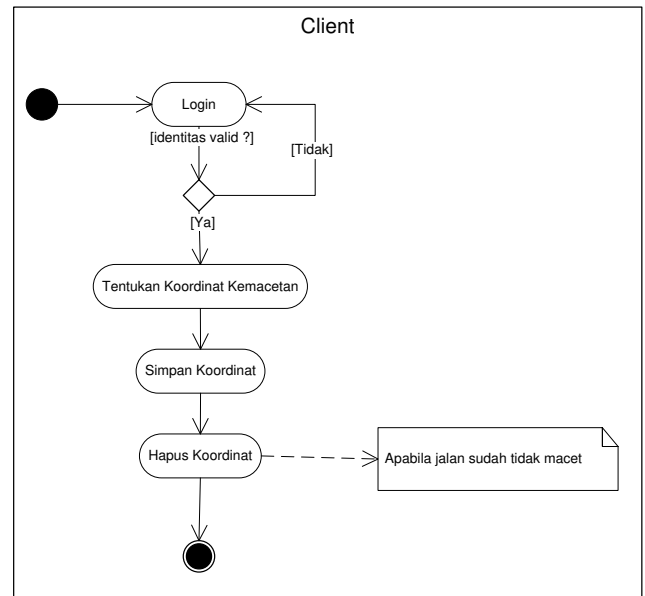 Client
Login
[identitas valid ?]
[Tidak]
[Ya]
Tentukan Koordinat Kemacetan
Simpan Koordinat
Hapus Koordinat
Apabila jalan sudah tidak macet